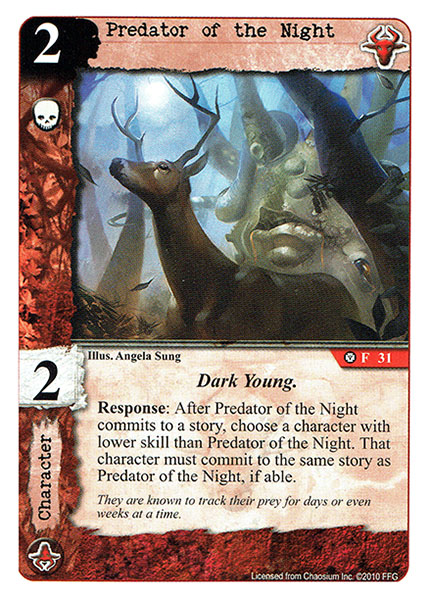 2
Predator of the Night
Illus. Angela Sung
F 31
2
Dark Young.
Response: After Predator of the Night
commits to a story, choose a character with
lower skill than Predator of the Night. That
character must commit to the same story as
Predator of the Night, if able.
They are known to track their prey for days or even
weeks at a time.
Character
Licensed from Chaosium Inc. ©2010 FFG